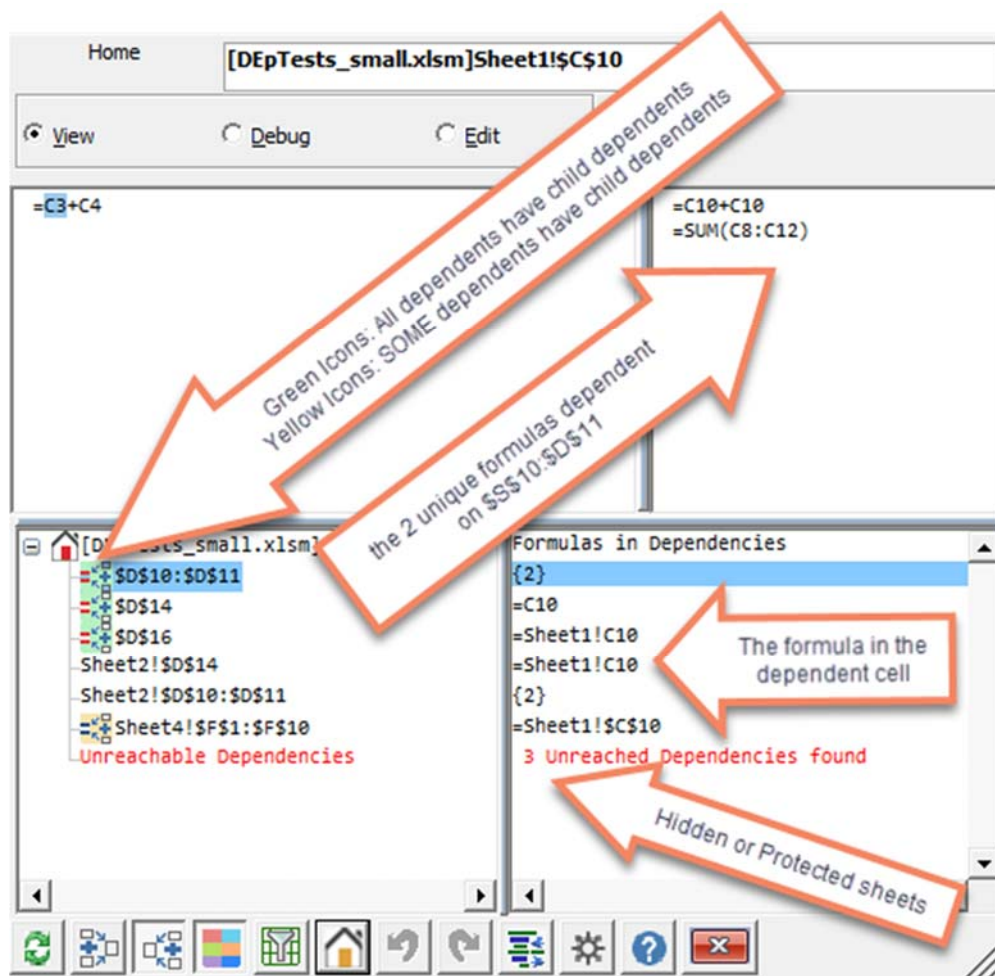 Home
[DEpTests_small.xlsm]Sheet1!$C$10
View
Debug
Edit
=C3+C4
=C10+C10
=SUM(C8:C12)
Green Icons: All dependents have child dependents
Yellow Icons: SOME dependents have child dependents
the 2 unique formulas dependent
on $S$10:$D$11
_small.xlsm]
$D$10:$D$11
$D$14
$D$16
Sheet2!$D$14
Sheet2!$D$10:$D$11
Sheet4!$F$1:$F$10
Unreachable Dependencies
Formulas in Dependencies
{2}
=C10
=Sheet1!C10
=Sheet1!C10
{2}
=Sheet1!$C$10
3 Unreached Dependencies found
The formula in the
dependent cell
Hidden or Protected sheets